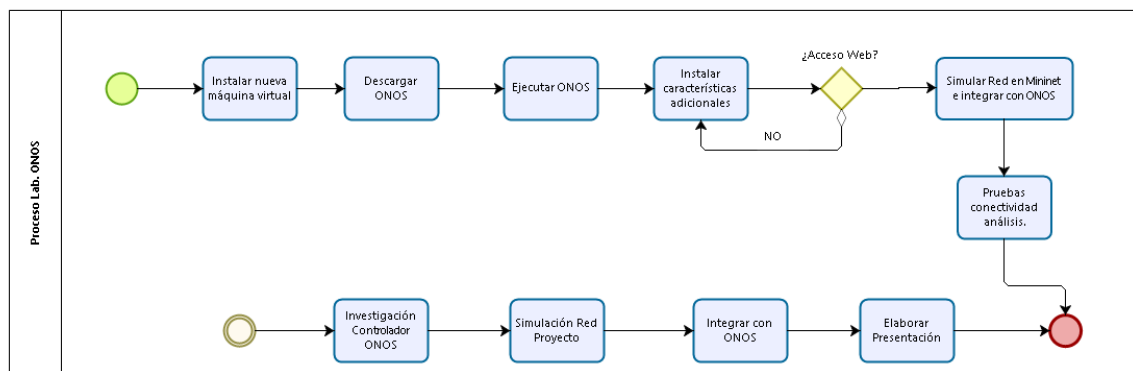 Proceso Lab. ONOS
Instalar nueva
máquina virtual
Descargar
ONOS
Ejecutar ONOS
Instalar
características
adicionales
¿Acceso Web?
NO
Simular Red en Mininet
e integrar con ONOS
Pruebas
conectividad
análisis.
Investigación
Controlador
ONOS
Simulación Red
Proyecto
Integrar con
ONOS
Elaborar
Presentación